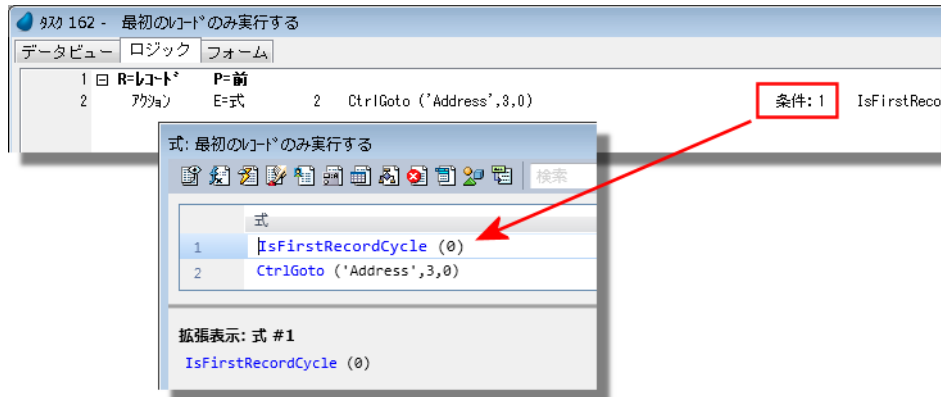 タスク 162 - 最初のレコードのみ実行する
データビュー ロジック フォーム
1 R=レコード P=前
2 アクション E=式 2 CtrlGoto ('Address',3,0) 条件: 1 IsFirstReco
式: 最初のレコードのみ実行する
検索
式
1 IsFirstRecordCycle (0)
2 CtrlGoto ('Address',3,0)
拡張表示: 式 #1
IsFirstRecordCycle (0)